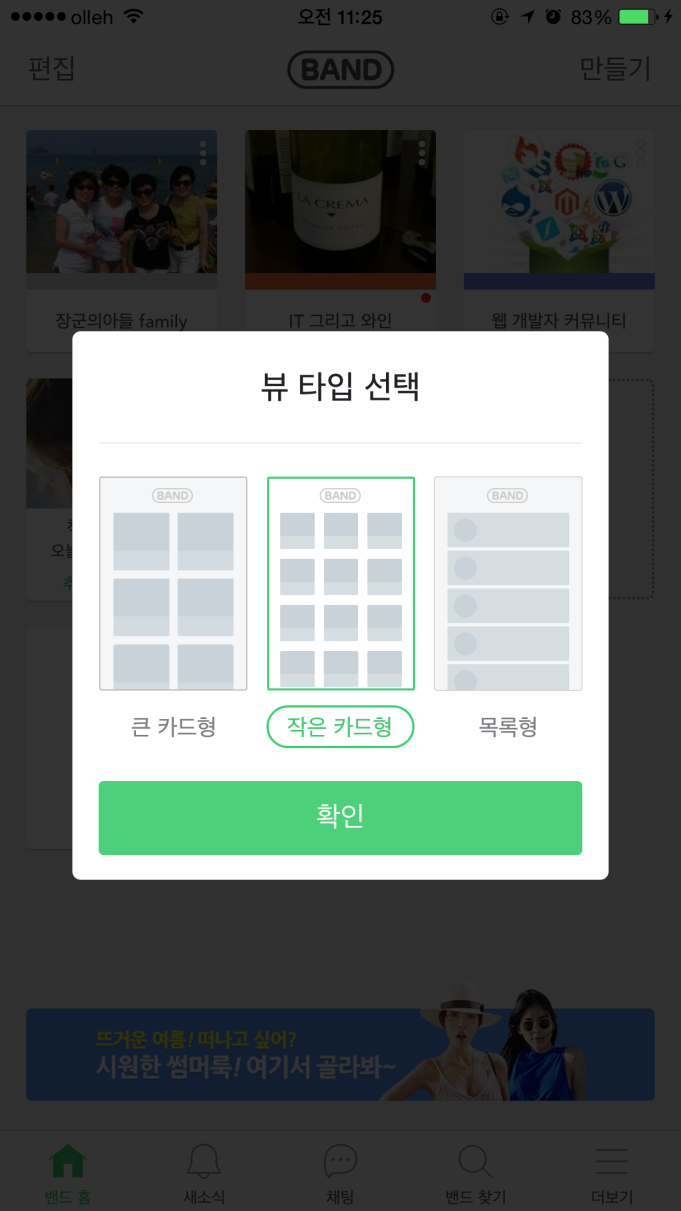 olleh 오전 11:25 83%
편집 BAND 만들기
LA CREMA
장군의아들 family IT 그리고 와인 웹 개발자 커뮤니티
뷰 타입 선택
BAND BAND BAND
큰 카드형 작은 카드형 목록형
확인
뜨거운 여름! 떠나고 싶어?
시원한 썸머룩! 여기서 골라봐~
밴드 홈 새소식 채팅 밴드 찾기 더보기